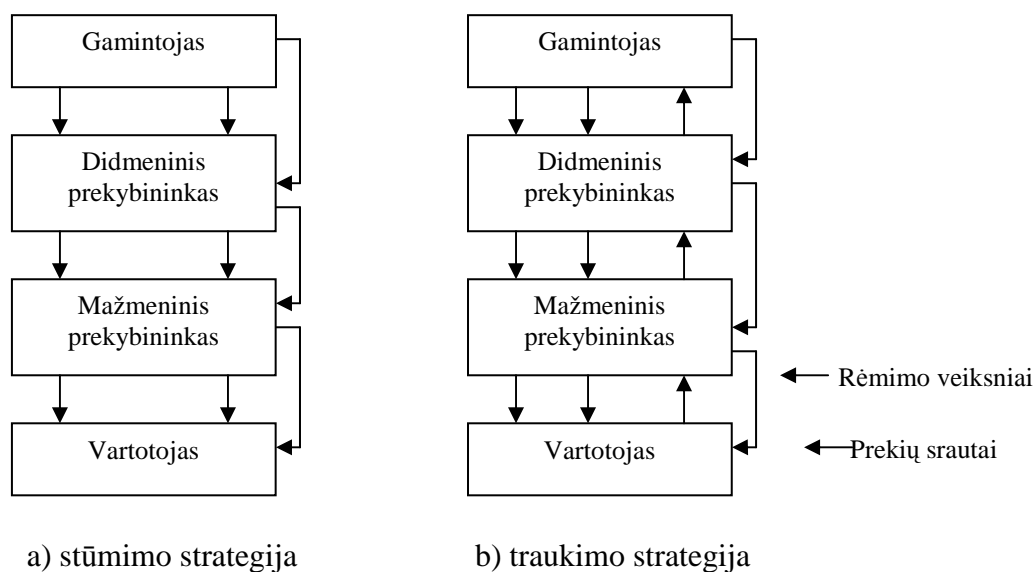 Gamintojas
Didmeninis
prekybininkas
Mažmeninis
prekybininkas
Vartotojas
a) stūmimo strategija
Gamintojas
Didmeninis
prekybininkas
Mažmeninis
prekybininkas
Vartotojas
b) traukimo strategija
Rėmimo veiksniai
Prekių srautai